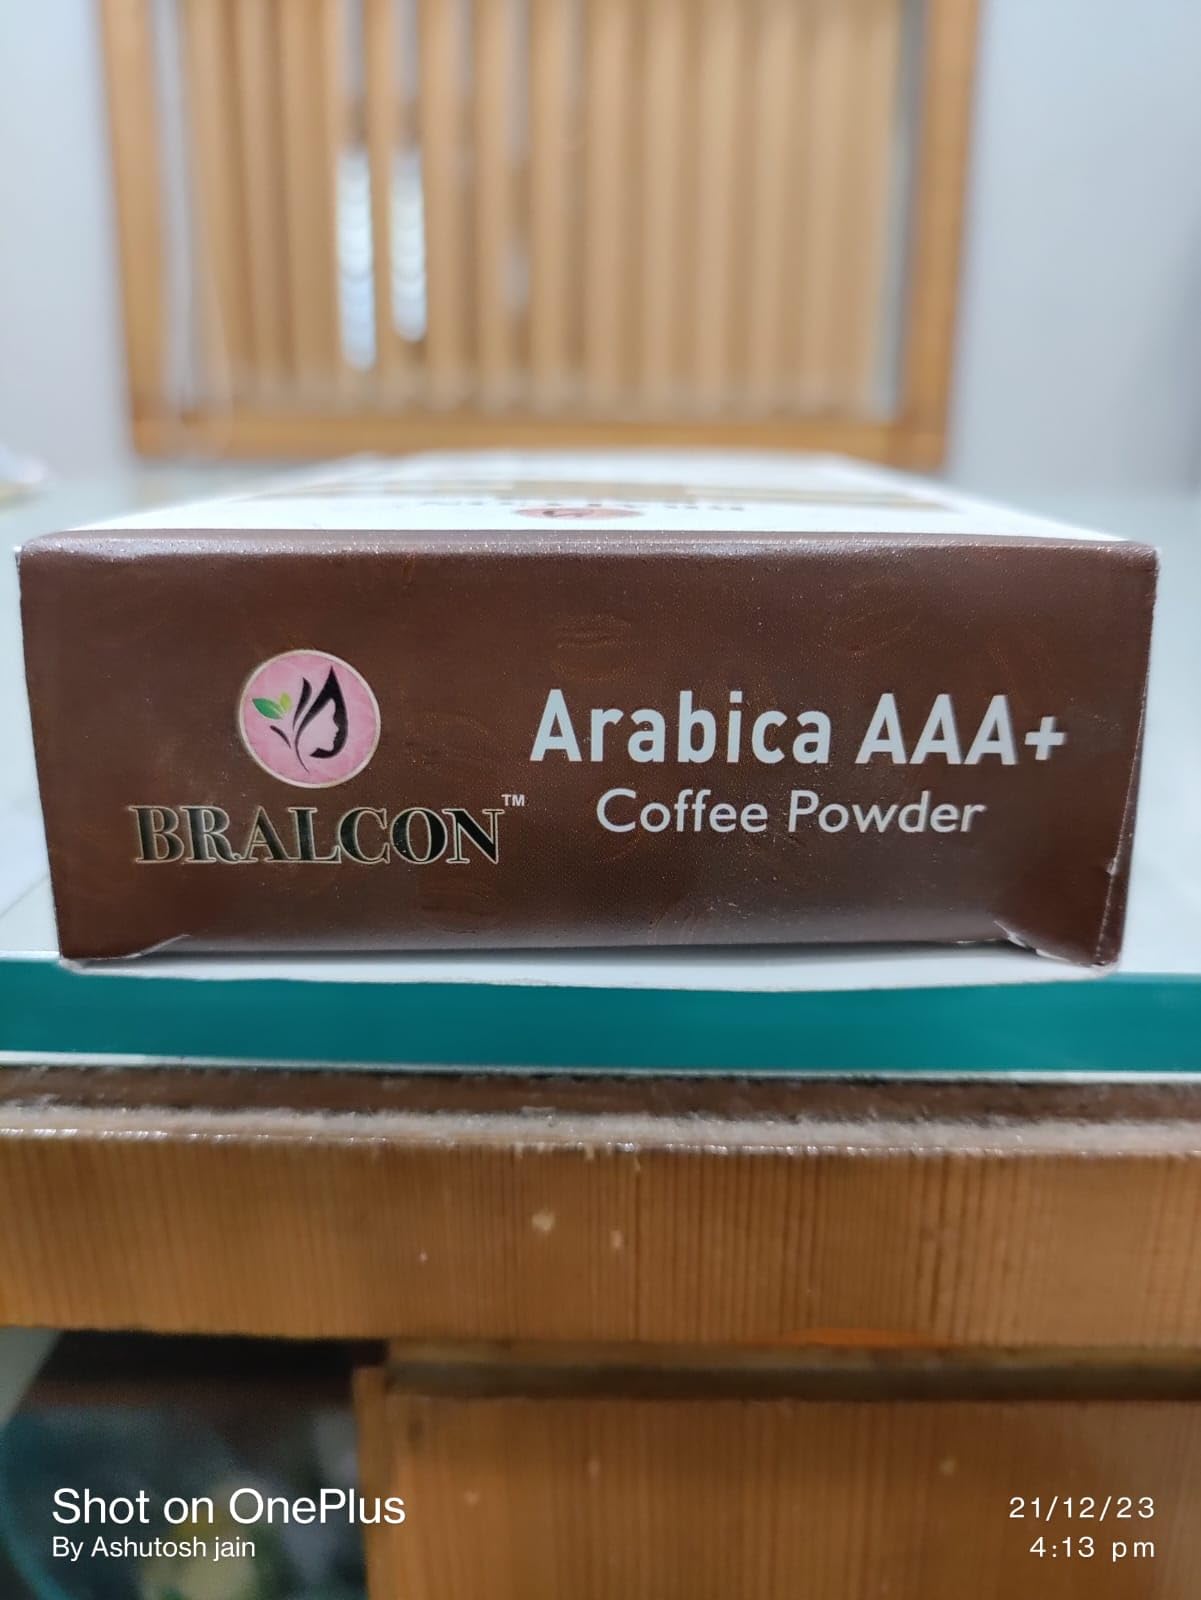 BRALCON™
Arabica AAA+
Coffee Powder
Shot on OnePlus
By Ashutosh jain
21/12/23
4:13 pm